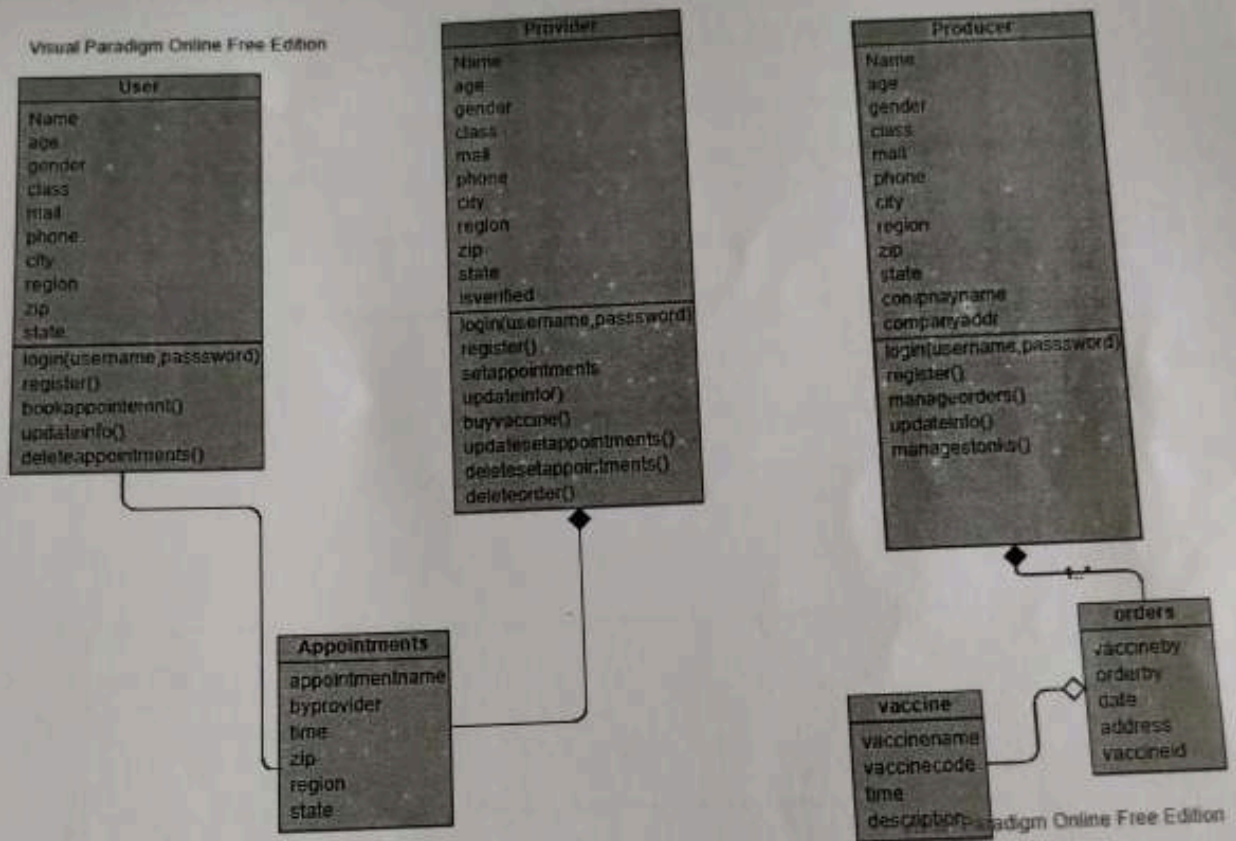 Visual Paradigm Online Free Edition
User
Name
age
gender
class
mail
phone
city
region
zip
state
login(username,passsword)
register()
bookappointemnt()
updateinfo()
deleteappointments()
Provider
Name
age
gender
class
mail
phone
city
region
zip
state
isverified
login(username,passsword)
register()
setappointments
updateinfo()
buyvaccine()
updatesetappointments()
deletesetappointments()
deleteorder()
Producer
Name
age
gender
class
mail
phone
city
region
zip
state
companyaddr
login(username,passsword)
register()
manageorders()
updateinfo()
managestonks()
1..*
Appointments
appointmentname
byprovider
time
zip
region
state
vaccine
vaccinename
vaccinecode
time
description
orders
vaccineby
orderby
date
address
vaccineid
Paradigm Online Free Edition